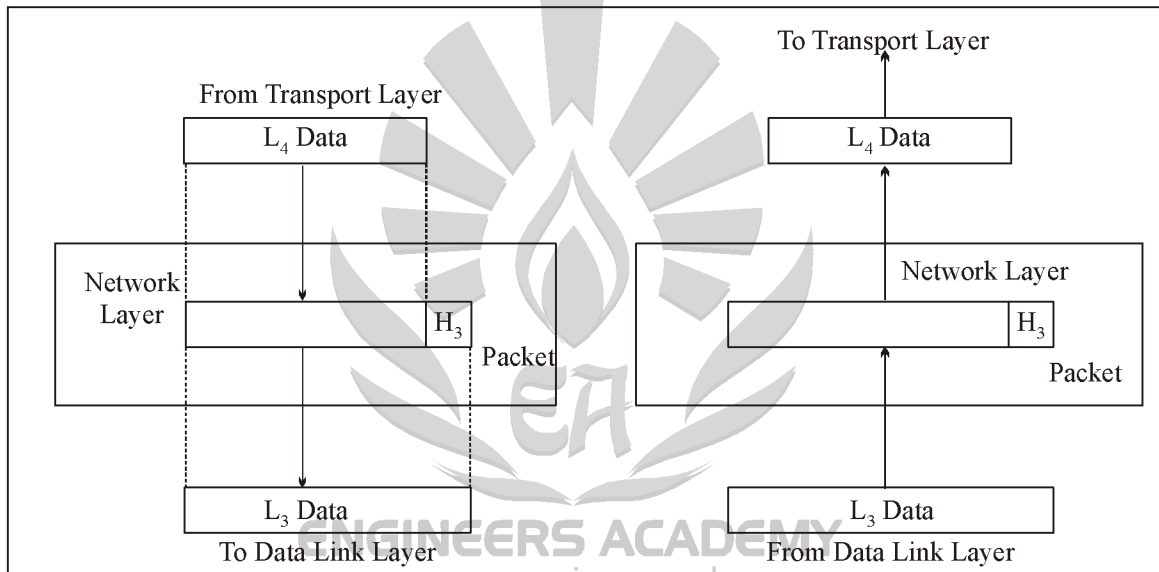 From Transport Layer
L₄ Data
Network
Layer
H₃
Packet
L₃ Data
To Data Link Layer
To Transport Layer
L₄ Data
Network Layer
H₃
Packet
L₃ Data
From Data Link Layer
EA
ENGINEERS ACADEMY